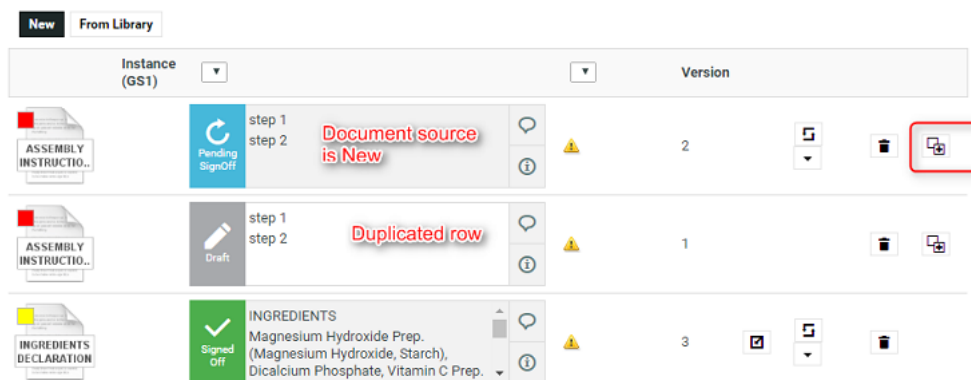 New From Library
Instance
(GS1)
Version
ASSEMBLY
INSTRUCTIO..
Pending
SignOff
step 1
step 2
Document source
is New
2
ASSEMBLY
INSTRUCTIO..
Draft
step 1
step 2
Duplicated row
1
INGREDIENTS
DECLARATION
Signed
Off
INGREDIENTS
Magnesium Hydroxide Prep.
(Magnesium Hydroxide, Starch),
Dicalcium Phosphate, Vitamin C Prep.
3